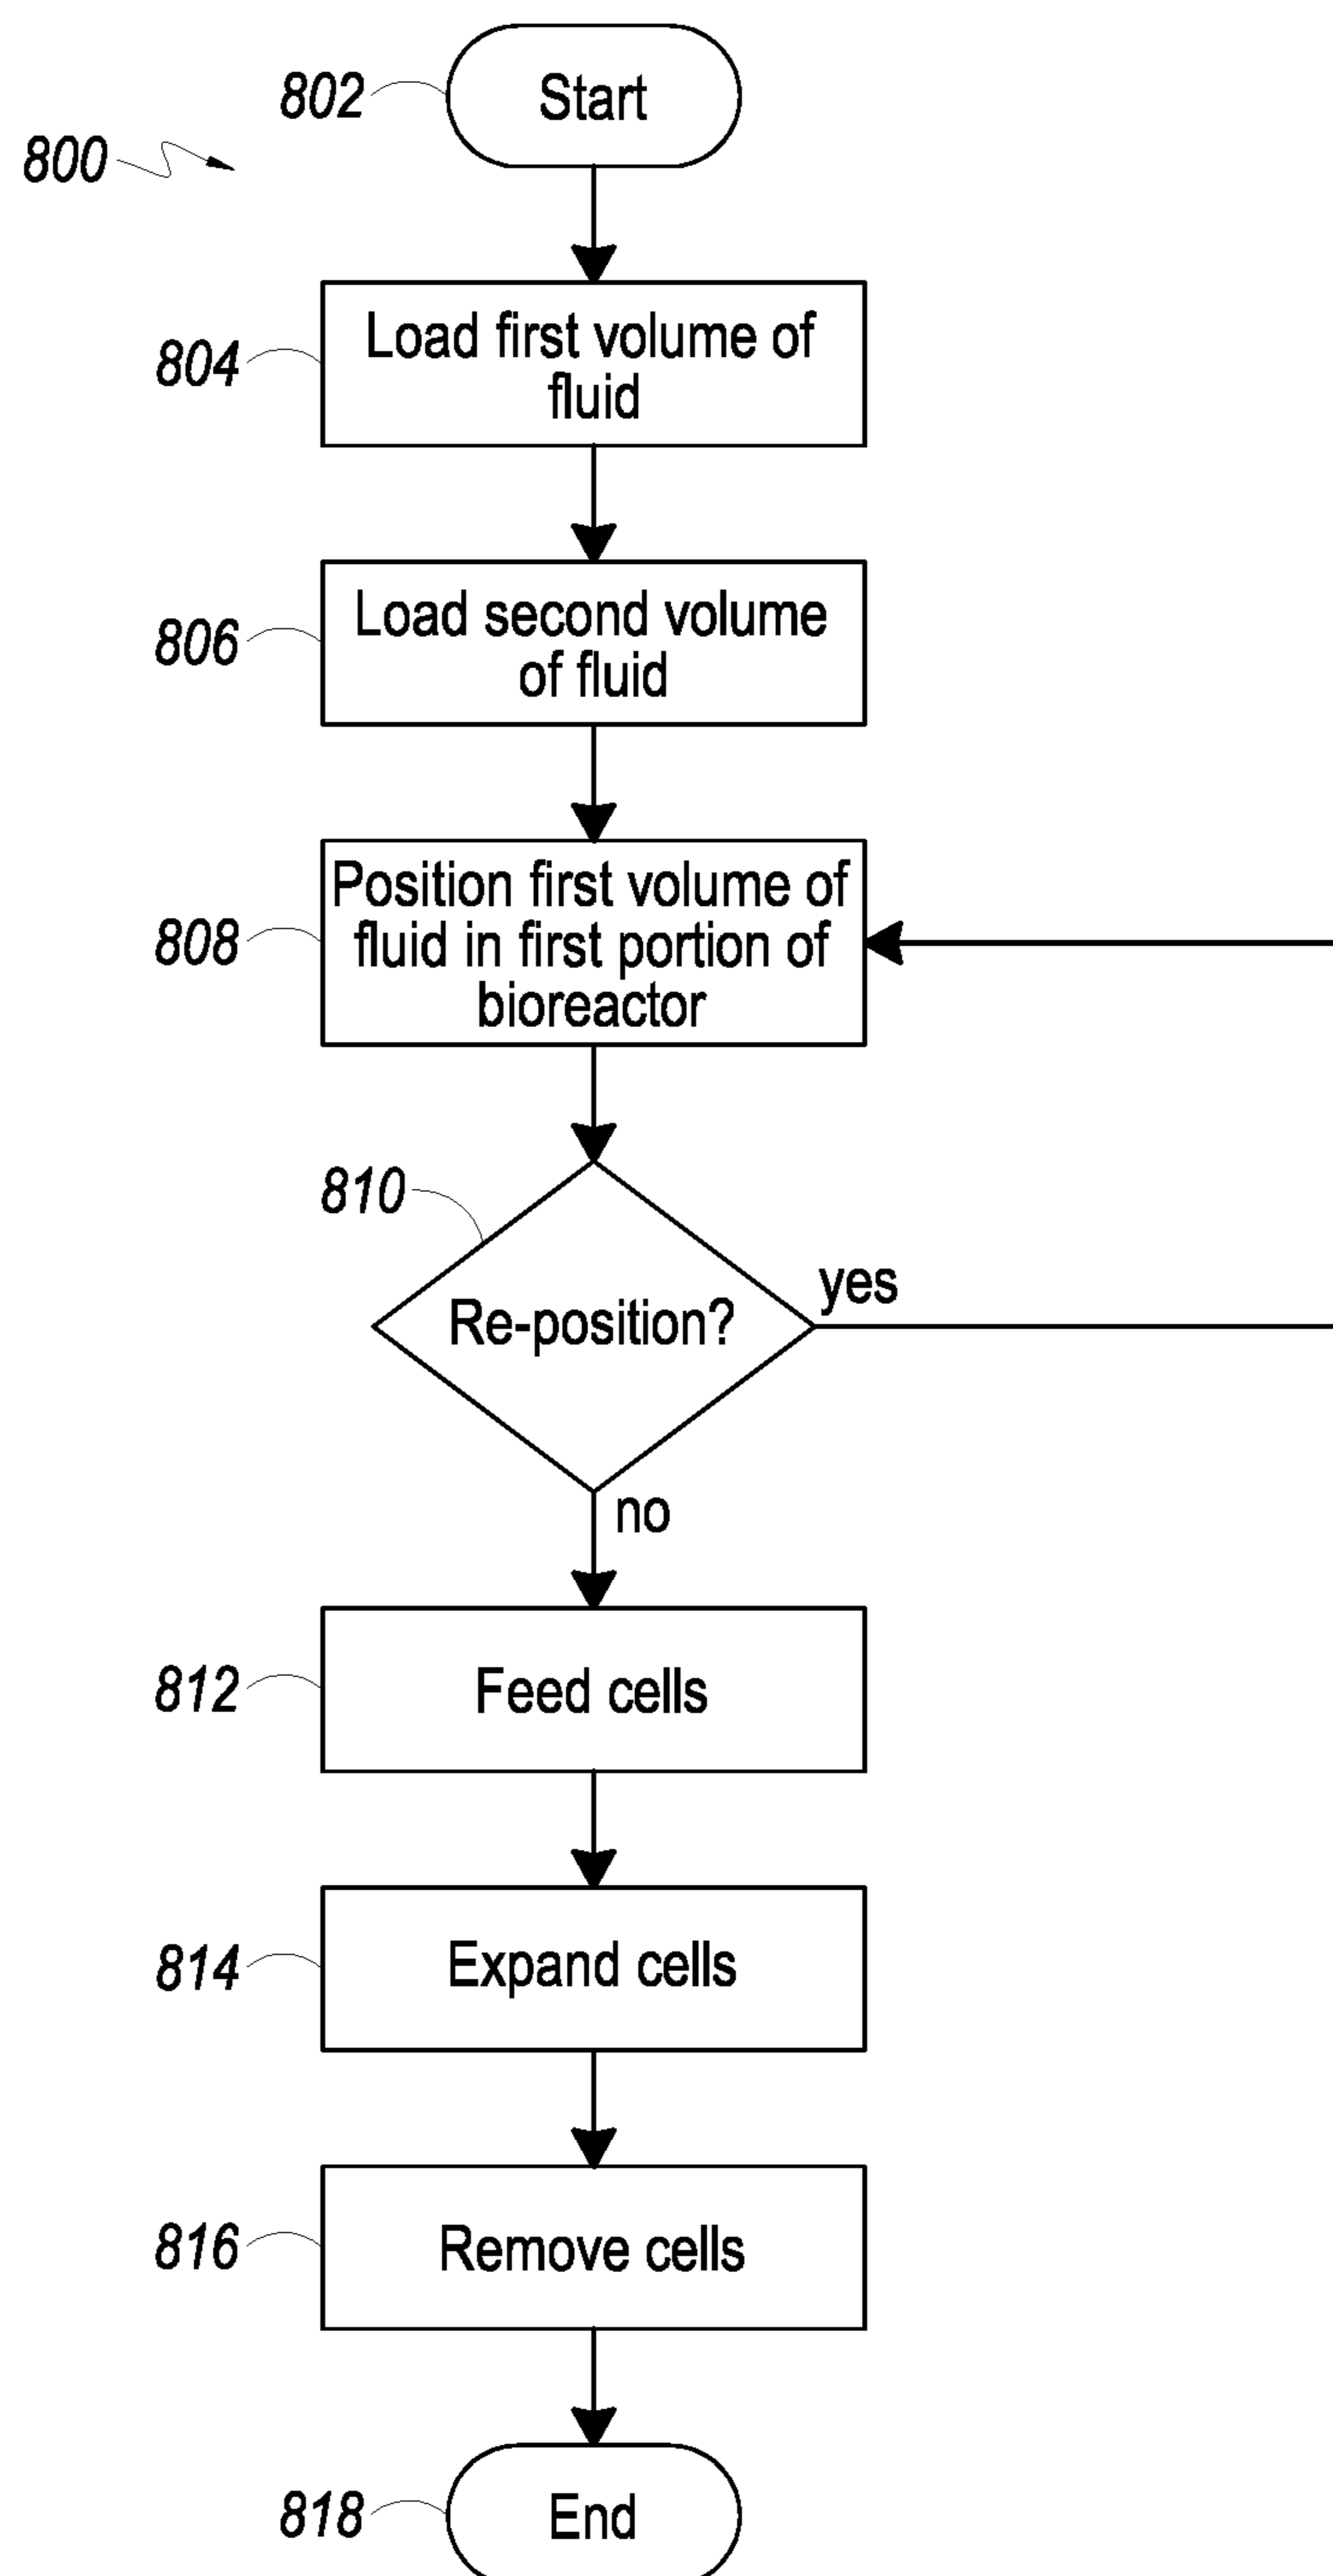 802
Start
800
804
Load first volume of
fluid
806
Load second volume
of fluid
808
Position first volume of
fluid in first portion of
bioreactor
810
Re-position?
yes
no
812
Feed cells
814
Expand cells
816
Remove cells
818
End